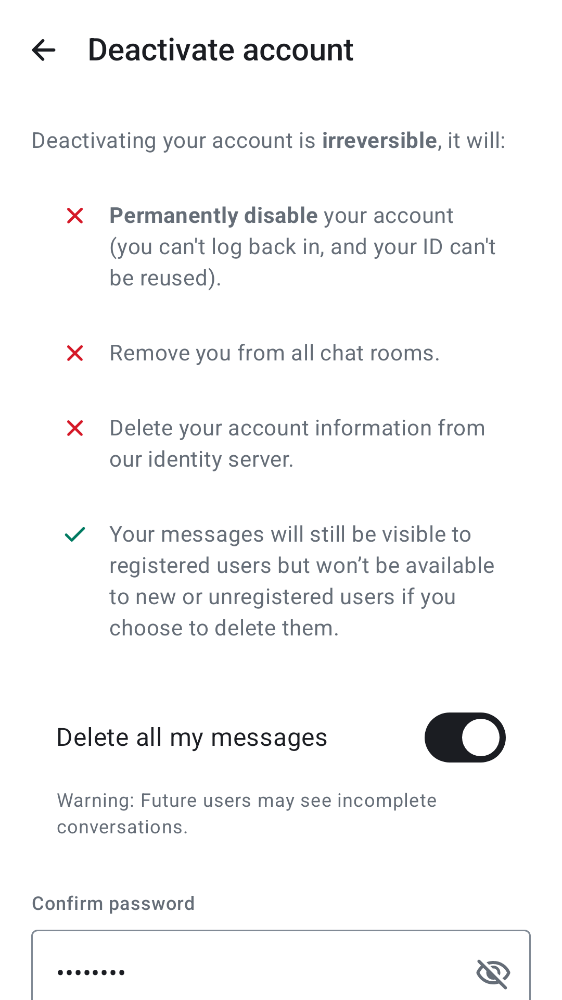 Deactivate account
Deactivating your account is irreversible, it will:
Permanently disable your account
(you can't log back in, and your ID can't
be reused).
Remove you from all chat rooms.
Delete your account information from
our identity server.
Your messages will still be visible to
registered users but won’t be available
to new or unregistered users if you
choose to delete them.
Delete all my messages
Warning: Future users may see incomplete
conversations.
Confirm password
••••••••